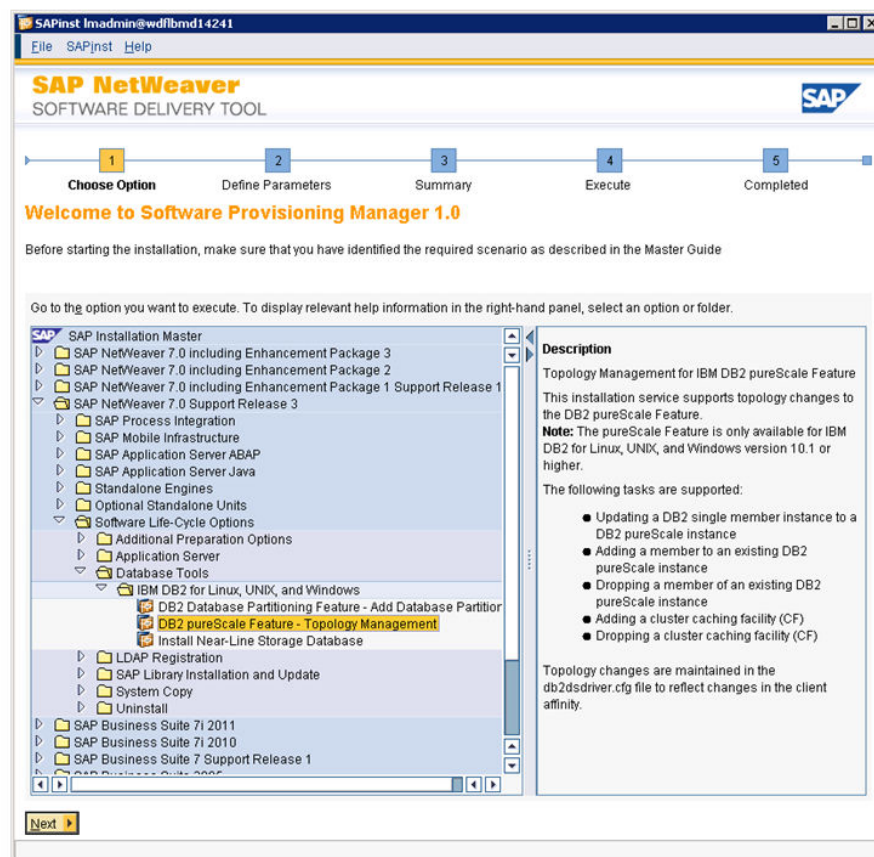 SAPinst lmadmin@wdflbmd14241
File SAPinst Help
SAP NetWeaver
SOFTWARE DELIVERY TOOL
SAP
1 2 3 4 5
Choose Option Define Parameters Summary Execute Completed
Welcome to Software Provisioning Manager 1.0
Before starting the installation, make sure that you have identified the required scenario as described in the Master Guide
Go to the option you want to execute. To display relevant help information in the right-hand panel, select an option or folder.
SAP SAP Installation Master
SAP NetWeaver 7.0 including Enhancement Package 3
SAP NetWeaver 7.0 including Enhancement Package 2
SAP NetWeaver 7.0 including Enhancement Package 1 Support Release 1
SAP NetWeaver 7.0 Support Release 3
SAP Process Integration
SAP Mobile Infrastructure
SAP Application Server ABAP
SAP Application Server Java
Standalone Engines
Optional Standalone Units
Software Life-Cycle Options
Additional Preparation Options
Application Server
Database Tools
IBM DB2 for Linux, UNIX, and Windows
DB2 Database Partitioning Feature - Add Database Partition
DB2 pureScale Feature - Topology Management
Install Near-Line Storage Database
LDAP Registration
SAP Library Installation and Update
System Copy
Uninstall
SAP Business Suite 7i 2011
SAP Business Suite 7i 2010
SAP Business Suite 7 Support Release 1
SAP Business Suite 2005
Description
Topology Management for IBM DB2 pureScale Feature
This installation service supports topology changes to
the DB2 pureScale Feature.
Note: The pureScale Feature is only available for IBM
DB2 for Linux, UNIX, and Windows version 10.1 or
higher.
The following tasks are supported:
● Updating a DB2 single member instance to a
DB2 pureScale instance
● Adding a member to an existing DB2
pureScale instance
● Dropping a member of an existing DB2
pureScale instance
● Adding a cluster caching facility (CF)
● Dropping a cluster caching facility (CF)
Topology changes are maintained in the
db2dsdriver.cfg file to reflect changes in the client
affinity.
Next